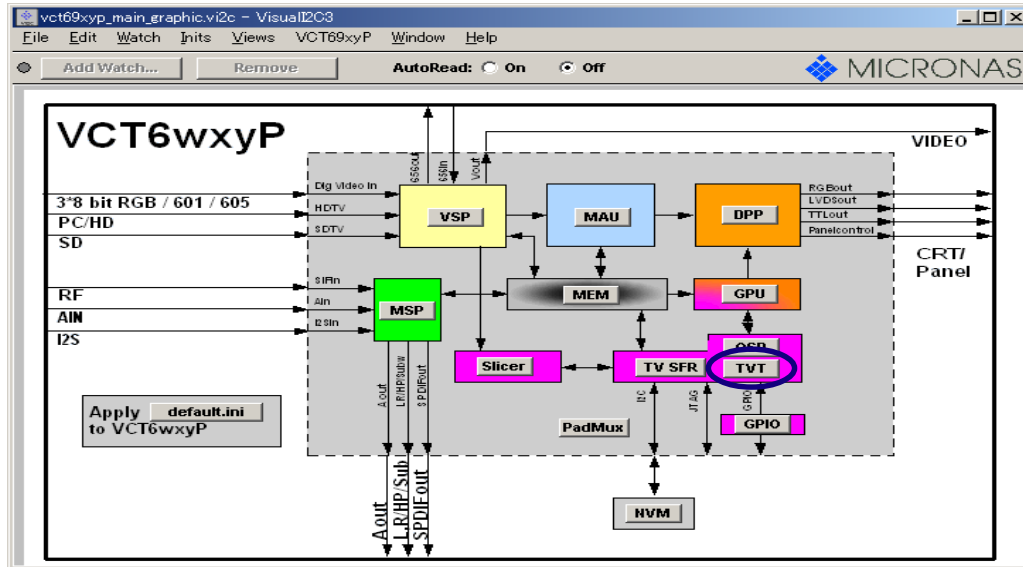 vct69xyp_main_graphic.vi2c - VisualI2C3
File Edit Watch Inits Views VCT69xyP Window Help
Add Watch... Remove AutoRead: On Off MICRONAS
VCT6wxyP
VIDEO
656out
656in
Vout
Dig Video In
3*8 bit RGB / 601 / 605
HDTV
PC/HD
SDTV
SD
VSP
MAU
DPP
RGBout
LVDSout
TTLout
Panelcontrol
CRT/
Panel
SIFin
RF
Ain
AIN
I2Sin
I2S
MSP
MEM
GPU
Slicer
TV SFR
TVT
Aout
LR/HP/Subw
SPDIFout
I2C
JTAG
GPIO
GPIO
PadMux
Apply default.ini
to VCT6wxyP
NVM
Aout
L,R/HP/Sub
SPDIFout